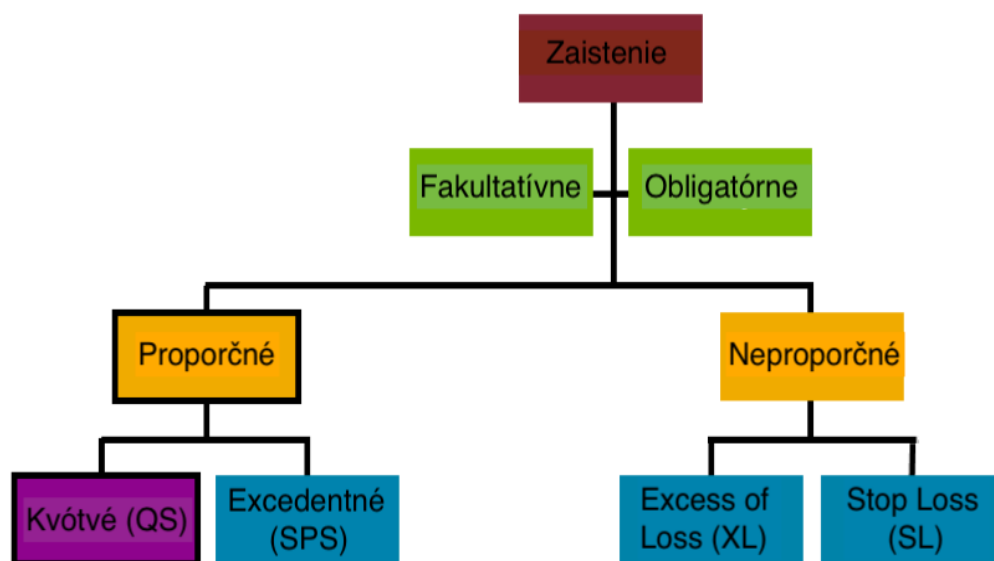 Zaistenie
Fakultatívne
Obligatórne
Proporčné
Neproporčné
Kvótvé (QS)
Excedentné
(SPS)
Excess of
Loss (XL)
Stop Loss
(SL)